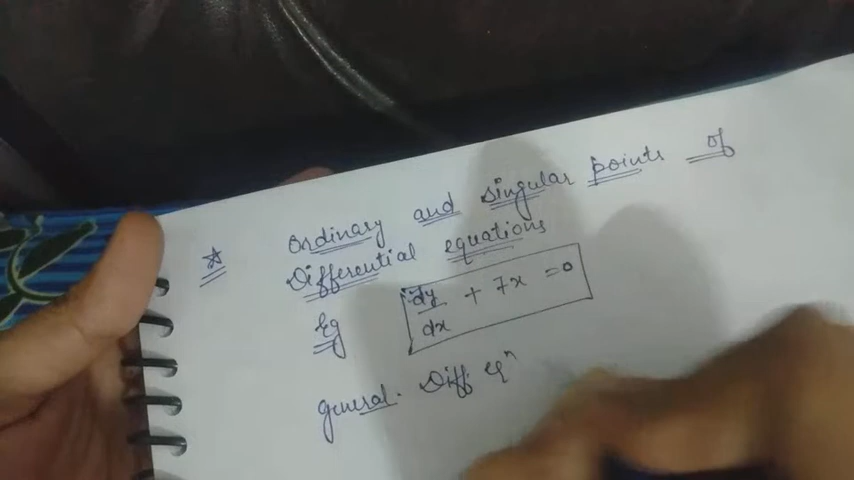 * Ordinary and singular points of
Differential equations
Eg dy/dx + 7x = 0
General. Diff eqⁿ